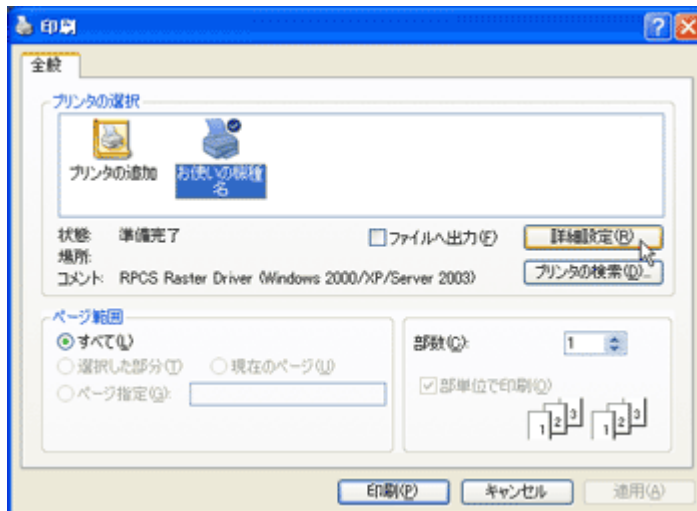 印刷
全般
プリンタの選択
プリンタの追加
お使いの機種
名
状態: 準備完了
場所:
コメント: RPCS Raster Driver (Windows 2000/XP/Server 2003)
ファイルへ出力(F)
詳細設定(R)
プリンタの検索(D)...
ページ範囲
すべて(L)
選択した部分(T) 現在のページ(U)
ページ指定(G):
部数(C): 1
部単位で印刷(O)
1 2 3 1 2 3
印刷(P) キャンセル 適用(A)